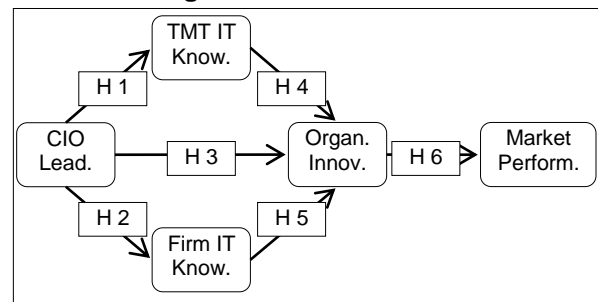 TMT IT
Know.
H 1
H 4
CIO
Lead.
H 3
Organ.
Innov.
H 6
Market
Perform.
H 2
H 5
Firm IT
Know.